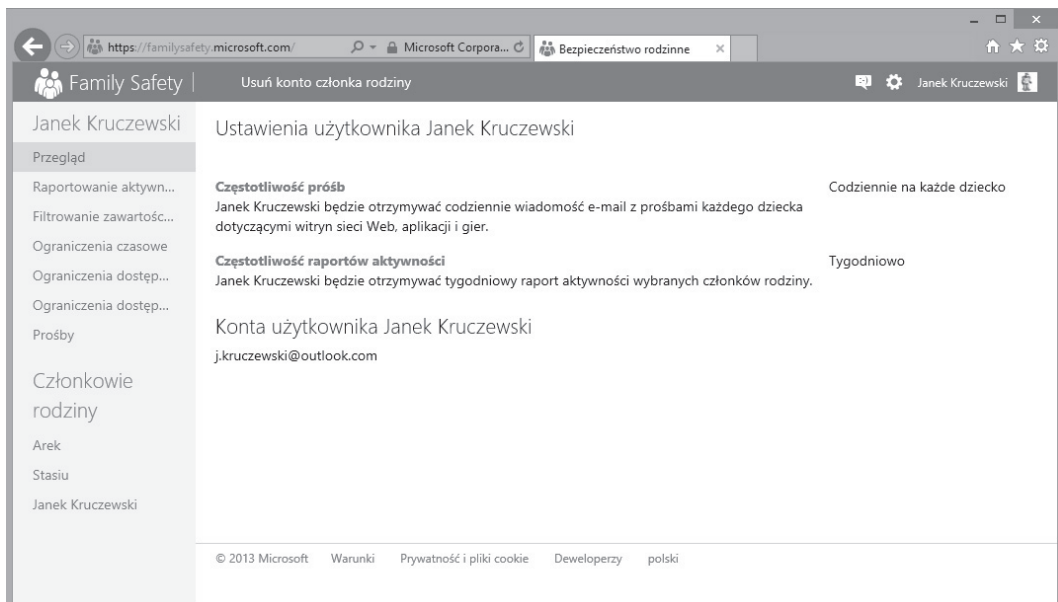 https://familysafety.microsoft.com/
Microsoft Corpora...
Bezpieczeństwo rodzinne
Family Safety
Usuń konto członka rodziny
Janek Kruczewski
Janek Kruczewski
Przegląd
Raportowanie aktywn...
Filtrowanie zawartośc...
Ograniczenia czasowe
Ograniczenia dostęp...
Ograniczenia dostęp...
Prośby
Członkowie
rodziny
Arek
Stasiu
Janek Kruczewski
Ustawienia użytkownika Janek Kruczewski
Częstotliwość próśb
Codziennie na każde dziecko
Janek Kruczewski będzie otrzymywać codziennie wiadomość e-mail z prośbami każdego dziecka
dotyczącymi witryn sieci Web, aplikacji i gier.
Częstotliwość raportów aktywności
Tygodniowo
Janek Kruczewski będzie otrzymywać tygodniowy raport aktywności wybranych członków rodziny.
Konta użytkownika Janek Kruczewski
j.kruczewski@outlook.com
© 2013 Microsoft Warunki Prywatność i pliki cookie Deweloperzy polski